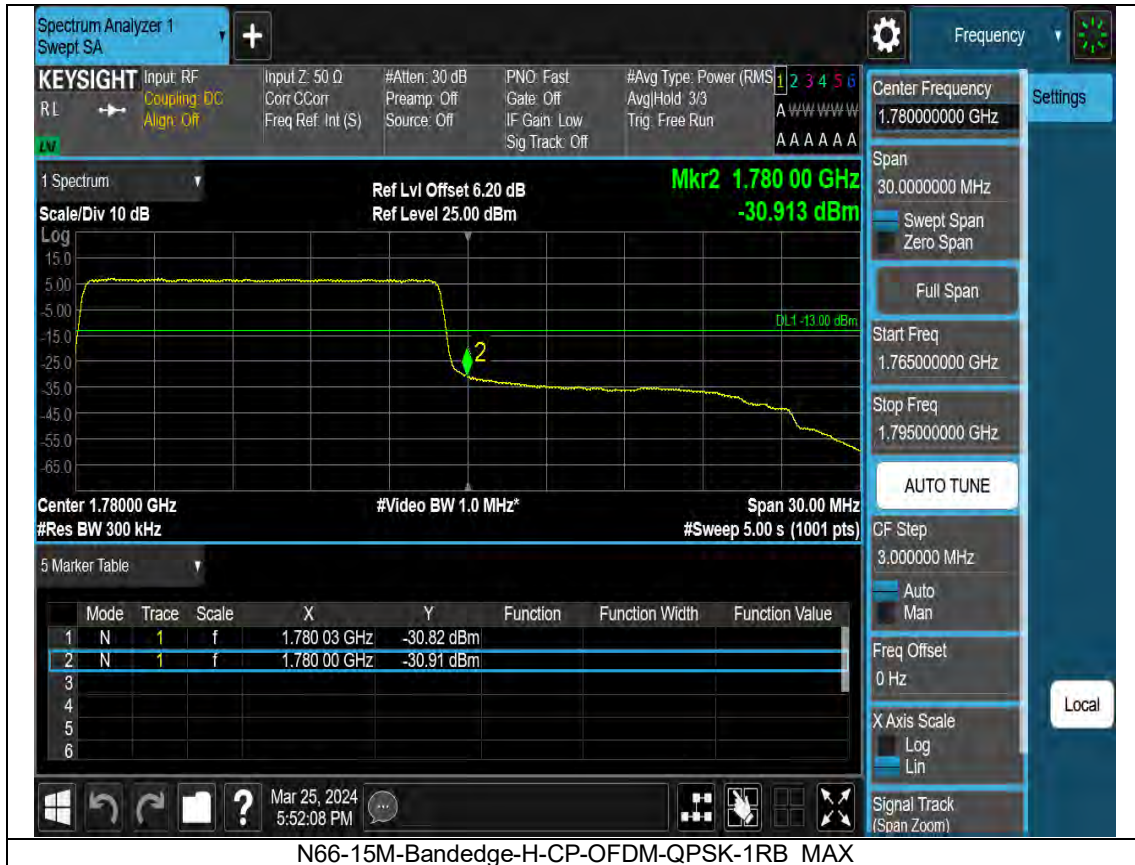 Spectrum Analyzer 1
Swept SA
+
Frequency
KEYSIGHT Input: RF
RL
Coupling: DC
Align: Off
Input Z: 50 Ω
Corr CCorr
Freq Ref: Int (S)
#Atten: 30 dB
Preamp: Off
Source: Off
PNO: Fast
Gate: Off
IF Gain: Low
Sig Track: Off
#Avg Type: Power (RMS
Avg|Hold: 3/3
Trig: Free Run
1 2 3 4 5 6
A W W W W W
A A A A A A
1 Spectrum
Scale/Div 10 dB
Ref Lvl Offset 6.20 dB
Ref Level 25.00 dBm
Mkr2 1.780 00 GHz
-30.913 dBm
Log
15.0
5.00
-5.00
-15.0
-25.0
-35.0
-45.0
-55.0
-65.0
DL1 -13.00 dBm
2
Center 1.78000 GHz
#Video BW 1.0 MHz*
Span 30.00 MHz
#Res BW 300 kHz
#Sweep 5.00 s (1001 pts)
5 Marker Table
Mode Trace Scale X Y Function Function Width Function Value
1 N 1 f 1.780 03 GHz -30.82 dBm
2 N 1 f 1.780 00 GHz -30.91 dBm
3
4
5
6
Center Frequency
1.780000000 GHz
Settings
Span
30.0000000 MHz
Swept Span
Zero Span
Full Span
Start Freq
1.765000000 GHz
Stop Freq
1.795000000 GHz
AUTO TUNE
CF Step
3.000000 MHz
Auto
Man
Freq Offset
0 Hz
X Axis Scale
Log
Lin
Local
Signal Track
(Span Zoom)
?
Mar 25, 2024
5:52:08 PM
N66-15M-Bandedge-H-CP-OFDM-QPSK-1RB_MAX